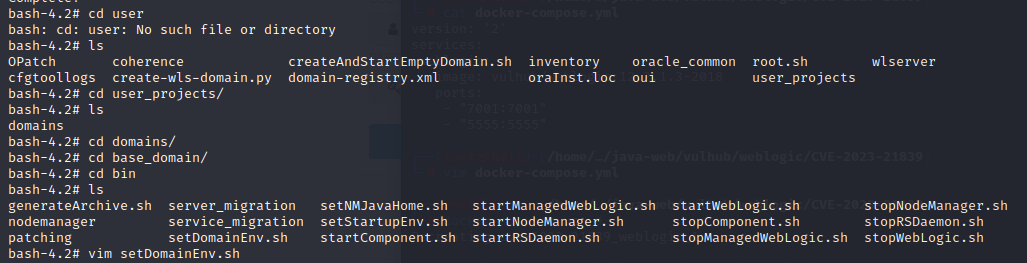 bash-4.2# cd user
bash: cd: user: No such file or directory
bash-4.2# ls
OPatch coherence createAndStartEmptyDomain.sh inventory oracle_common root.sh wlserver
cfgtoollogs create-wls-domain.py domain-registry.xml oraInst.loc oui user_projects
bash-4.2# cd user_projects/
bash-4.2# ls
domains
bash-4.2# cd domains/
bash-4.2# cd base_domain/
bash-4.2# cd bin
bash-4.2# ls
generateArchive.sh server_migration setNMJavaHome.sh startManagedWebLogic.sh startWebLogic.sh stopNodeManager.sh
nodemanager service_migration setStartupEnv.sh startNodeManager.sh stopComponent.sh stopRSDaemon.sh
patching setDomainEnv.sh startComponent.sh startRSDaemon.sh stopManagedWebLogic.sh stopWebLogic.sh
bash-4.2# vim setDomainEnv.sh
docker-compose.yml
version: '2'
services:
ports:
- "7001:7001"
- "5555:5555"
/home/…/java-web/vulhub/weblogic/CVE-2023-21839
docker-compose.yml